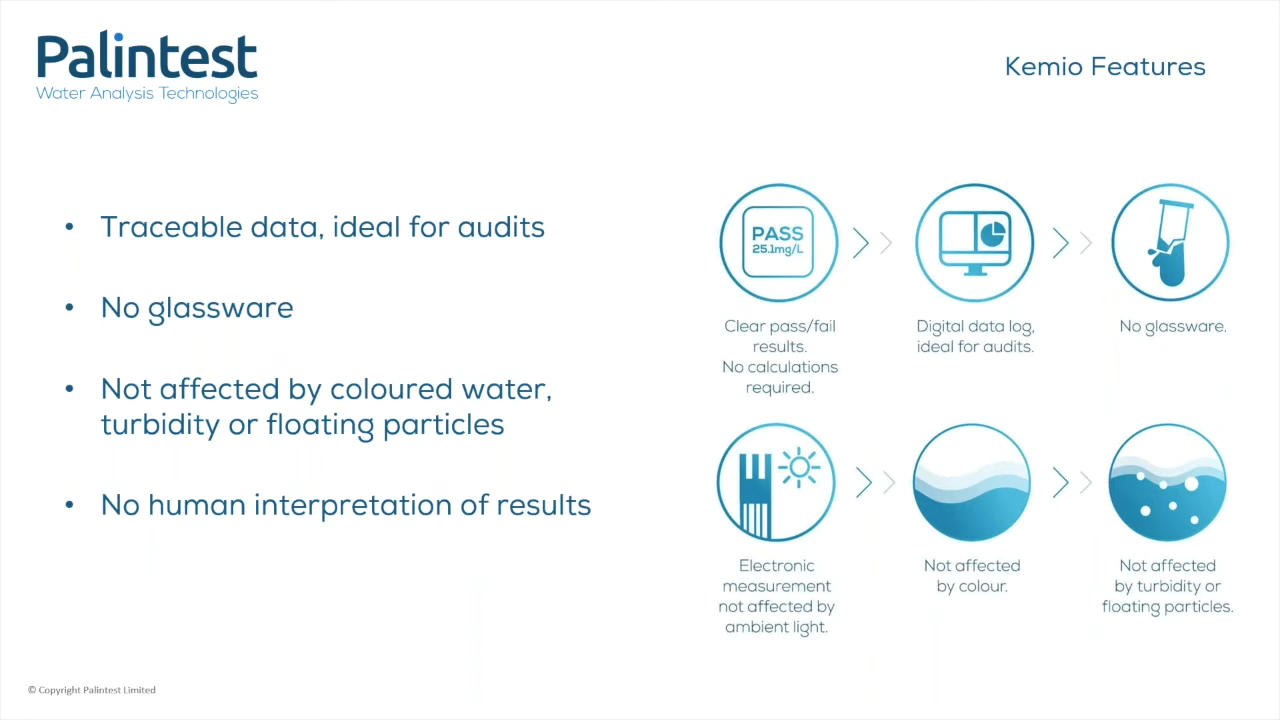 Palintest
Water Analysis Technologies
Kemio Features
• Traceable data, ideal for audits
• No glassware
• Not affected by coloured water,
turbidity or floating particles
• No human interpretation of results
PASS
25.1mg/L
Clear pass/fail
results.
No calculations
required.
Digital data log,
ideal for audits.
No glassware.
Electronic
measurement
not affected by
ambient light.
Not affected
by colour.
Not affected
by turbidity or
floating particles.
© Copyright Palintest Limited